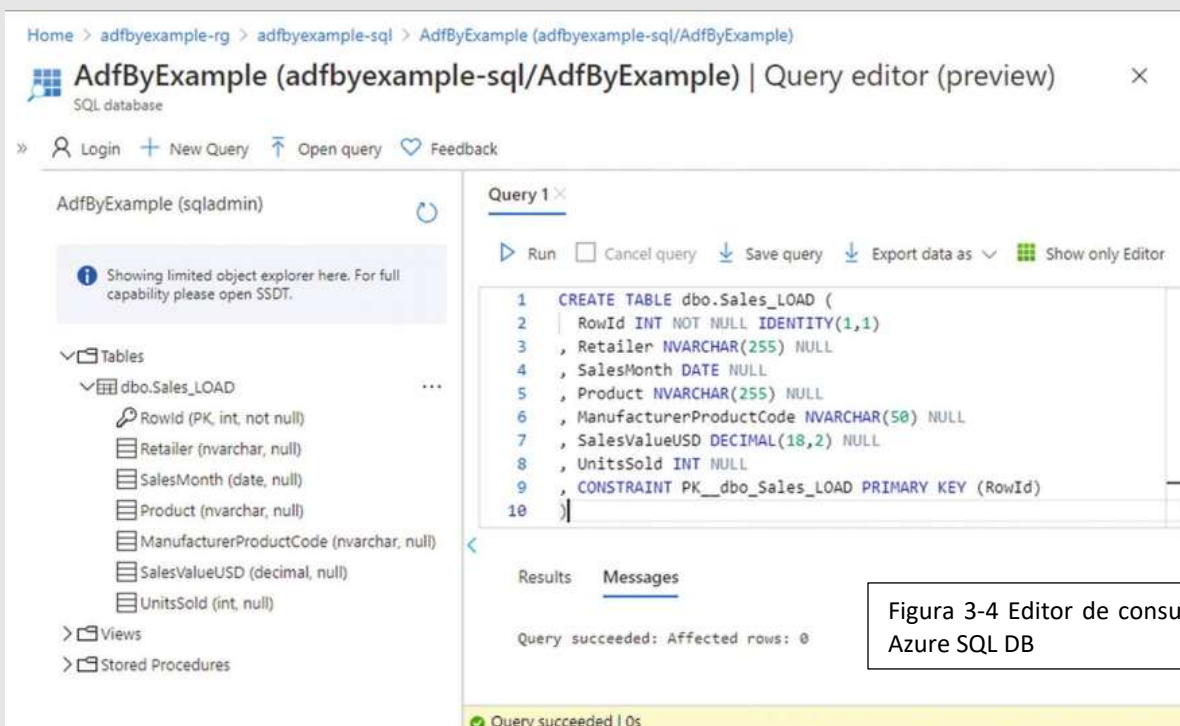 Home > adfbyexample-rg > adfbyexample-sql > AdfByExample (adfbyexample-sql/AdfByExample)
AdfByExample (adfbyexample-sql/AdfByExample) | Query editor (preview)
SQL database
Login New Query Open query Feedback
AdfByExample (sqladmin)
Showing limited object explorer here. For full
capability please open SSDT.
Tables
dbo.Sales_LOAD
RowId (PK, int, not null)
Retailer (nvarchar, null)
SalesMonth (date, null)
Product (nvarchar, null)
ManufacturerProductCode (nvarchar, null)
SalesValueUSD (decimal, null)
UnitsSold (int, null)
Views
Stored Procedures
Query 1
Run Cancel query Save query Export data as Show only Editor
1 CREATE TABLE dbo.Sales_LOAD (
2 RowId INT NOT NULL IDENTITY(1,1)
3 , Retailer NVARCHAR(255) NULL
4 , SalesMonth DATE NULL
5 , Product NVARCHAR(255) NULL
6 , ManufacturerProductCode NVARCHAR(50) NULL
7 , SalesValueUSD DECIMAL(18,2) NULL
8 , UnitsSold INT NULL
9 , CONSTRAINT PK__dbo_Sales_LOAD PRIMARY KEY (RowId)
10 )
Results Messages
Query succeeded: Affected rows: 0
Figura 3-4 Editor de consu
Azure SQL DB
Query succeeded | 0s